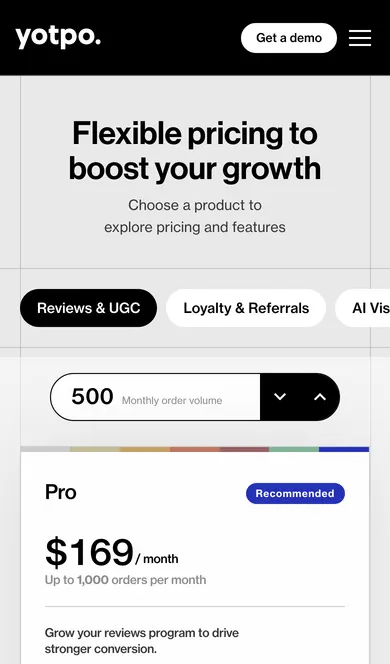 yotpo.
Get a demo
Flexible pricing to
boost your growth
Choose a product to
explore pricing and features
Reviews & UGC
Loyalty & Referrals
AI Vis
500 Monthly order volume
Pro
Recommended
$169/ month
Up to 1,000 orders per month
Grow your reviews program to drive
stronger conversion.